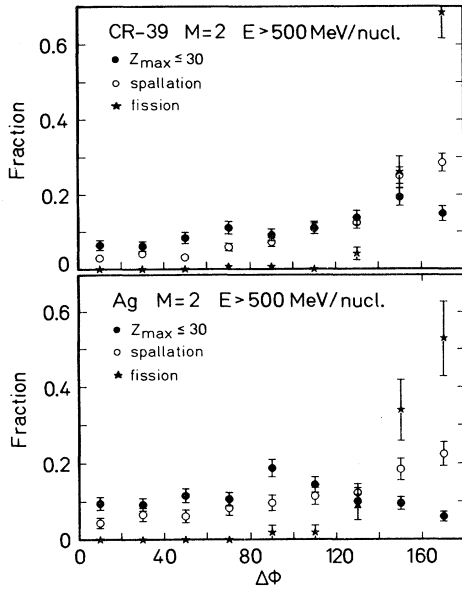 CR-39 M=2 E>500 MeV/nucl.
Zmax ≤ 30
spallation
fission
Fraction
0.6
0.4
0.2
0
Ag M=2 E>500 MeV/nucl.
Zmax ≤ 30
spallation
fission
Fraction
0.6
0.4
0.2
0
0 40 80 120 160
ΔΦ